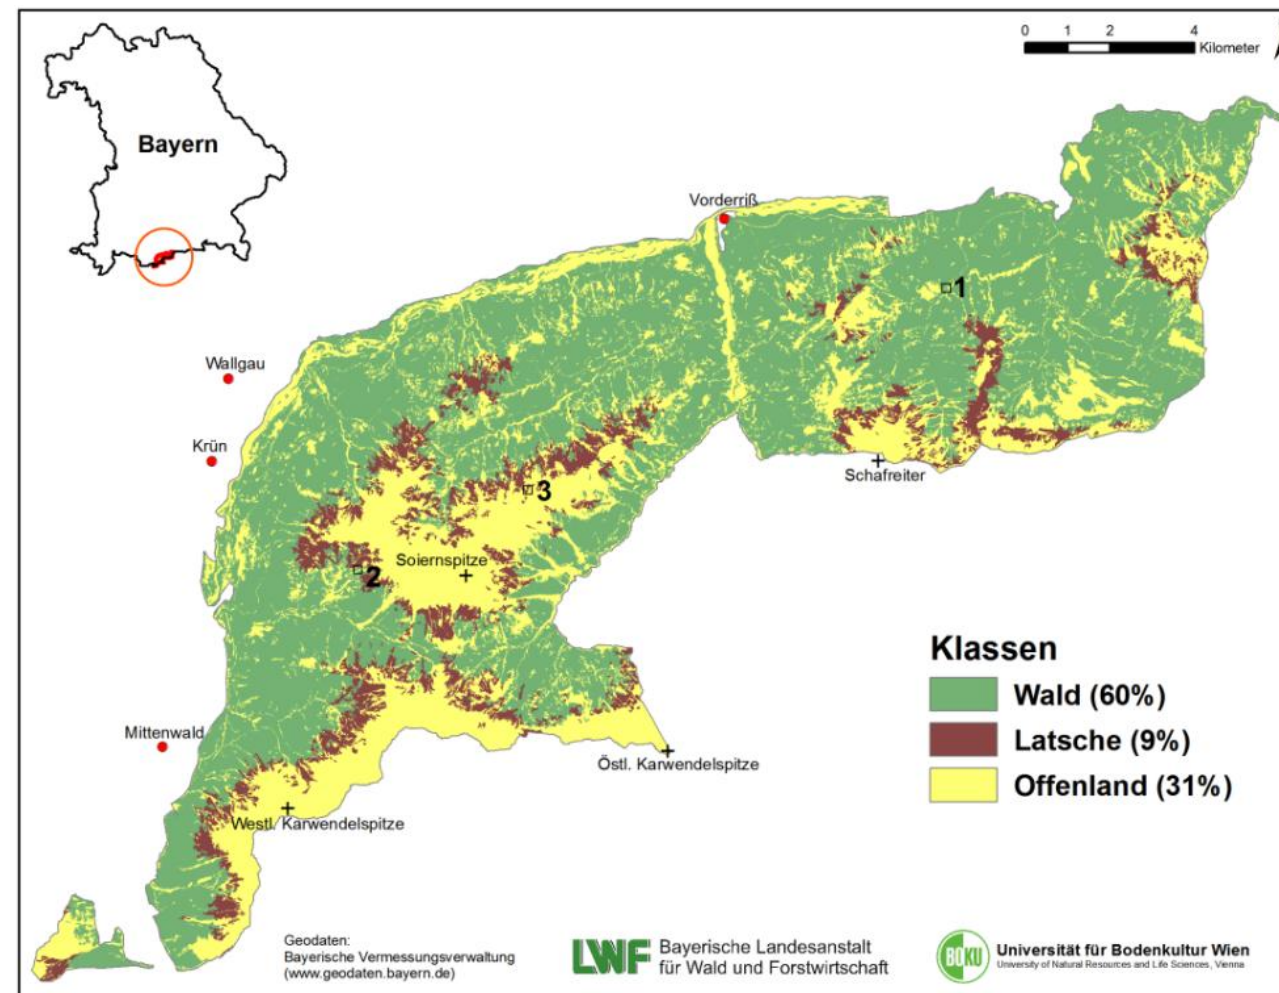 0 1 2 4
Kilometer
Bayern
Vorderriß
1
Wallgau
Krün
Schafreiter
3
Soiernspitze
2
Klassen
Wald (60%)
Latsche (9%)
Offenland (31%)
Mittenwald
Östl. Karwendelspitze
Westl. Karwendelspitze
Geodaten:
Bayerische Vermessungsverwaltung
(www.geodaten.bayern.de)
LWF
Bayerische Landesanstalt
für Wald und Forstwirtschaft
BOKU
Universität für Bodenkultur Wien
University of Natural Resources and Life Sciences, Vienna